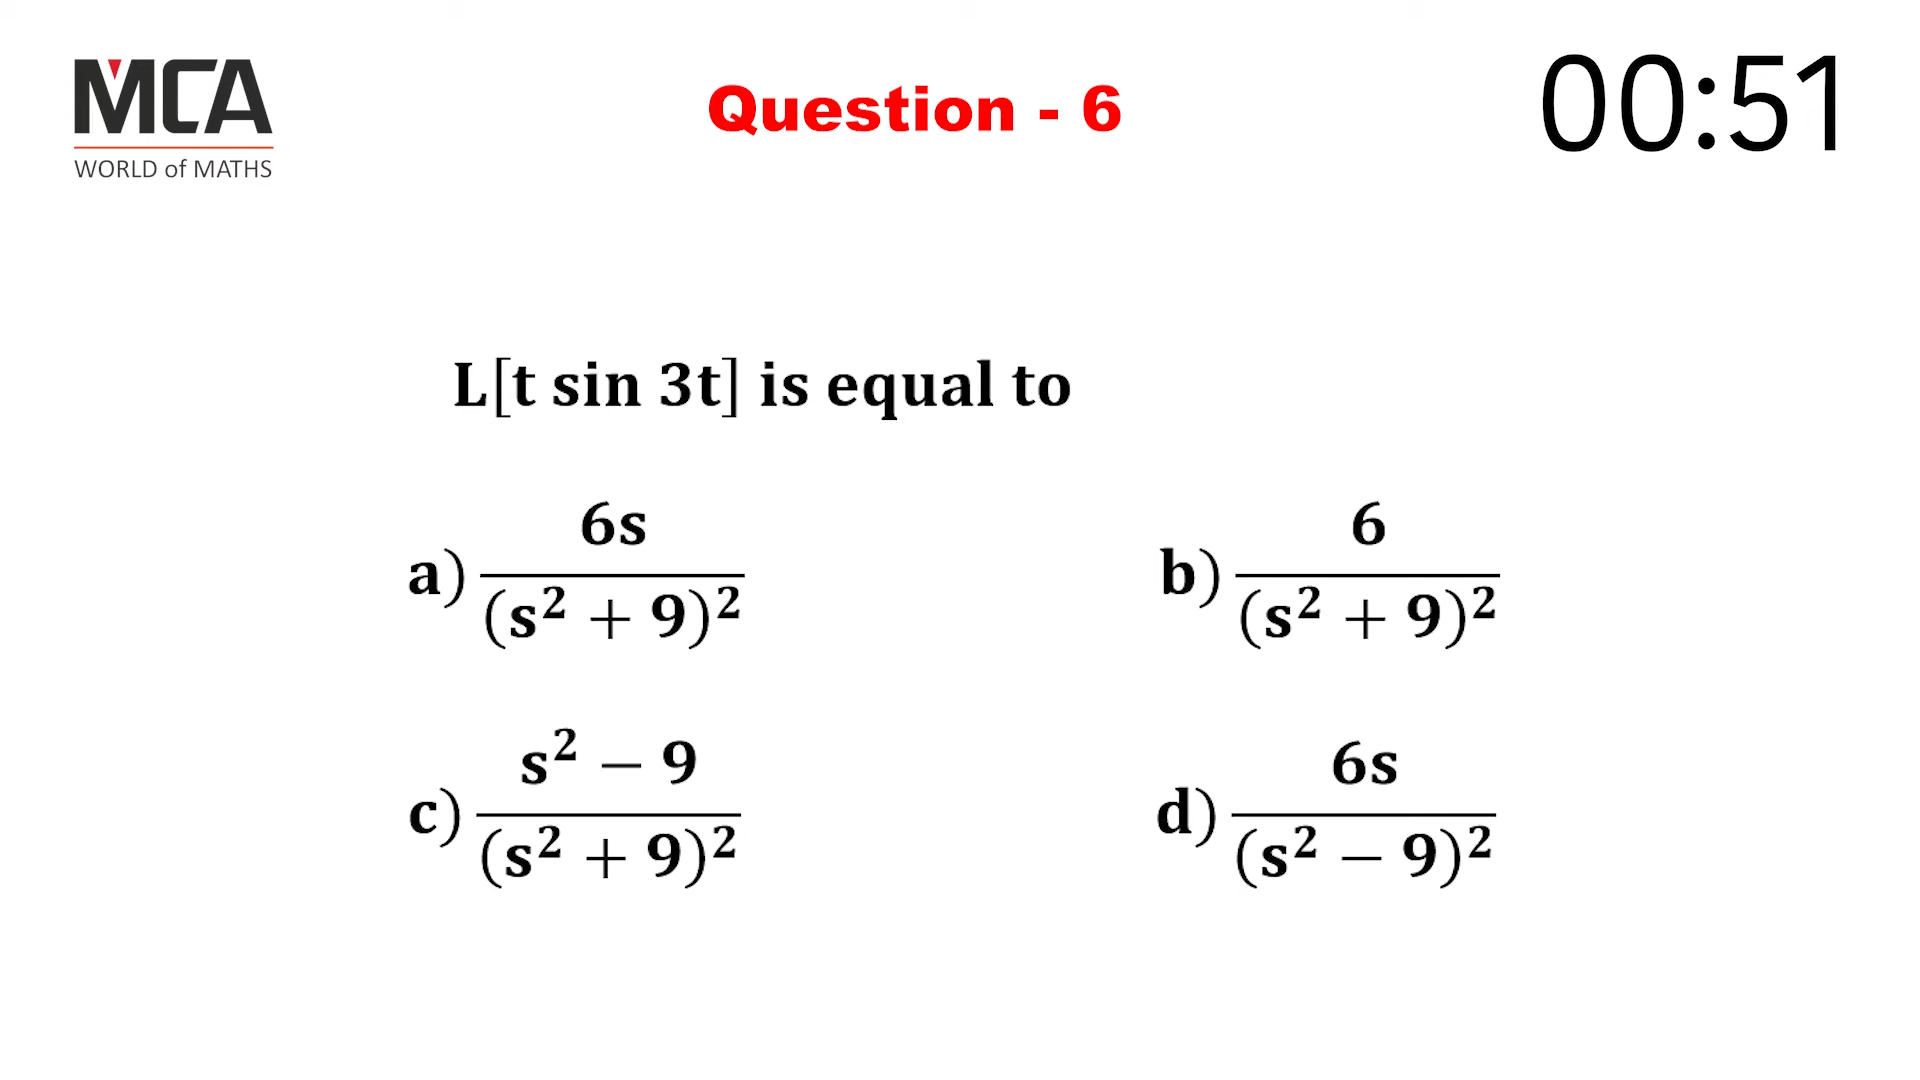 MCA
WORLD of MATHS
Question - 6
00:51
L[t sin 3t] is equal to
a) 6s / (s² + 9)²
b) 6 / (s² + 9)²
c) s² − 9 / (s² + 9)²
d) 6s / (s² − 9)²